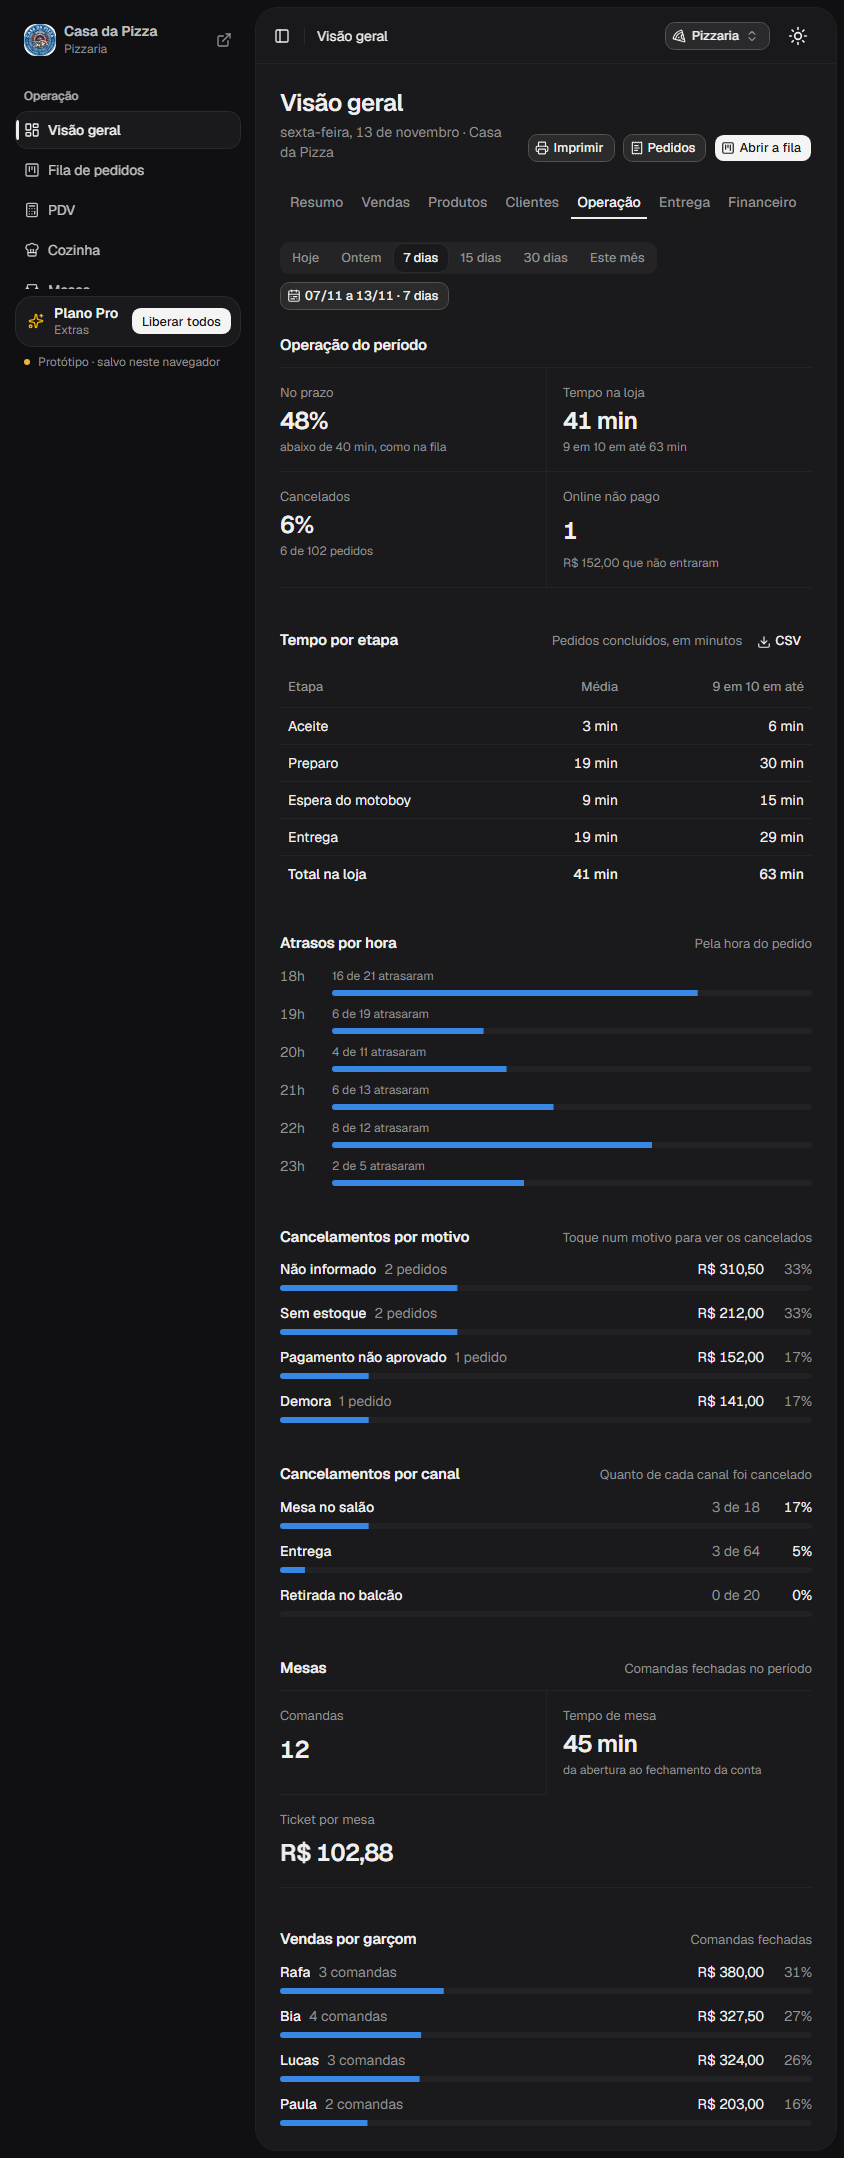 Casa da Pizza
Pizzaria
Operação
Visão geral
Fila de pedidos
PDV
Cozinha
Plano Pro
Extras
Liberar todos
Protótipo · salvo neste navegador
Visão geral
Pizzaria
Visão geral
sexta-feira, 13 de novembro · Casa
da Pizza
Imprimir
Pedidos
Abrir a fila
Resumo Vendas Produtos Clientes Operação Entrega Financeiro
Hoje Ontem 7 dias 15 dias 30 dias Este mês
07/11 a 13/11 · 7 dias
Operação do período
No prazo
48%
abaixo de 40 min, como na fila
Tempo na loja
41 min
9 em 10 em até 63 min
Cancelados
6%
6 de 102 pedidos
Online não pago
1
R$ 152,00 que não entraram
Tempo por etapa
Pedidos concluídos, em minutos
CSV
Etapa Média 9 em 10 em até
Aceite 3 min 6 min
Preparo 19 min 30 min
Espera do motoboy 9 min 15 min
Entrega 19 min 29 min
Total na loja 41 min 63 min
Atrasos por hora
Pela hora do pedido
18h 16 de 21 atrasaram
19h 6 de 19 atrasaram
20h 4 de 11 atrasaram
21h 6 de 13 atrasaram
22h 8 de 12 atrasaram
23h 2 de 5 atrasaram
Cancelamentos por motivo
Toque num motivo para ver os cancelados
Não informado 2 pedidos R$ 310,50 33%
Sem estoque 2 pedidos R$ 212,00 33%
Pagamento não aprovado 1 pedido R$ 152,00 17%
Demora 1 pedido R$ 141,00 17%
Cancelamentos por canal
Quanto de cada canal foi cancelado
Mesa no salão 3 de 18 17%
Entrega 3 de 64 5%
Retirada no balcão 0 de 20 0%
Mesas
Comandas fechadas no período
Comandas
12
Tempo de mesa
45 min
da abertura ao fechamento da conta
Ticket por mesa
R$ 102,88
Vendas por garçom
Comandas fechadas
Rafa 3 comandas R$ 380,00 31%
Bia 4 comandas R$ 327,50 27%
Lucas 3 comandas R$ 324,00 26%
Paula 2 comandas R$ 203,00 16%